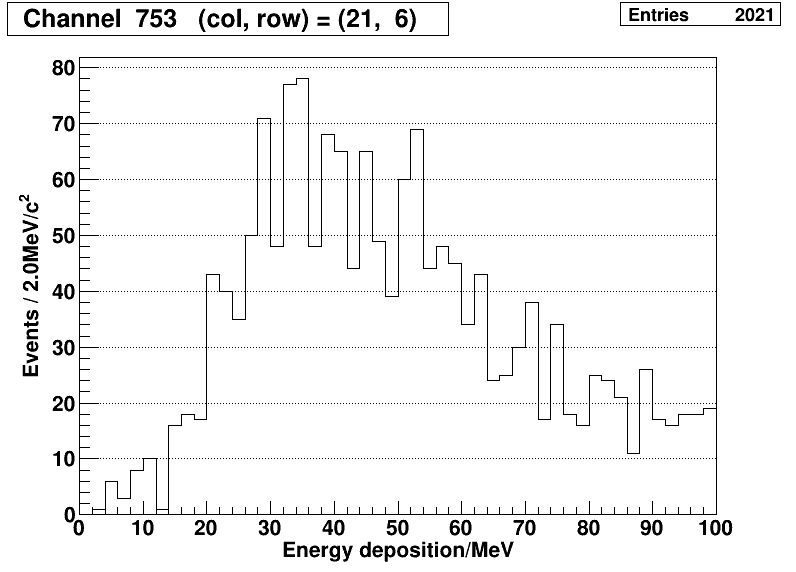 Channel 753 (col, row) = (21, 6)
Entries 2021
Events / 2.0MeV/c²
80
70
60
50
40
30
20
10
0
0 10 20 30 40 50 60 70 80 90 100
Energy deposition/MeV